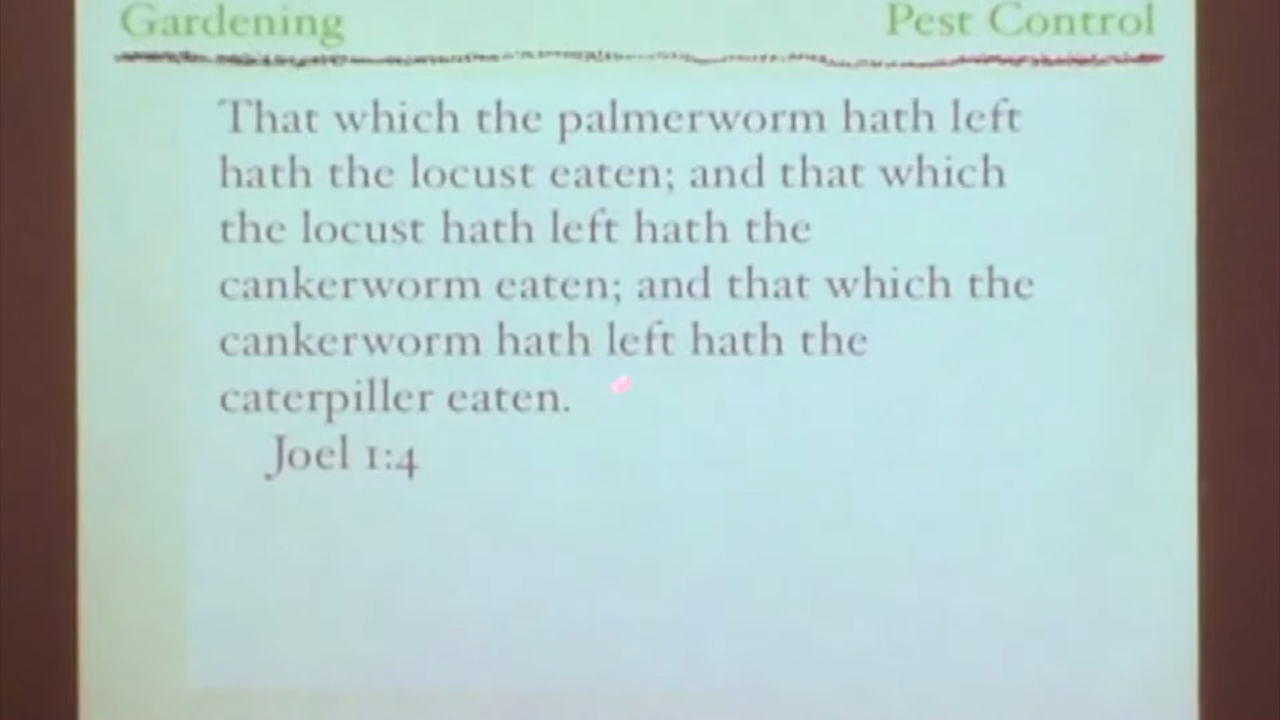 Gardening Pest Control
That which the palmerworm hath left
hath the locust eaten; and that which
the locust hath left hath the
cankerworm eaten; and that which the
cankerworm hath left hath the
caterpiller eaten.
Joel 1:4